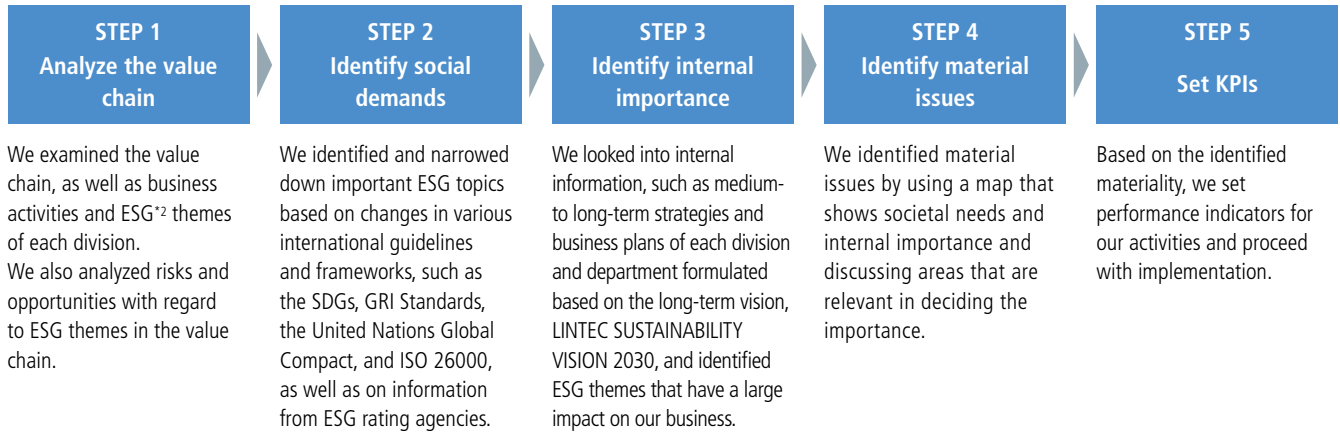 STEP 1
Analyze the value
chain
We examined the value
chain, as well as business
activities and ESG*2 themes
of each division.
We also analyzed risks and
opportunities with regard
to ESG themes in the value
chain.
STEP 2
Identify social
demands
We identified and narrowed
down important ESG topics
based on changes in various
international guidelines
and frameworks, such as
the SDGs, GRI Standards,
the United Nations Global
Compact, and ISO 26000,
as well as on information
from ESG rating agencies.
STEP 3
Identify internal
importance
We looked into internal
information, such as medium-
to long-term strategies and
business plans of each division
and department formulated
based on the long-term vision,
LINTEC SUSTAINABILITY
VISION 2030, and identified
ESG themes that have a large
impact on our business.
STEP 4
Identify material
issues
We identified material
issues by using a map that
shows societal needs and
internal importance and
discussing areas that are
relevant in deciding the
importance.
STEP 5
Set KPIs
Based on the identified
materiality, we set
performance indicators for
our activities and proceed
with implementation.